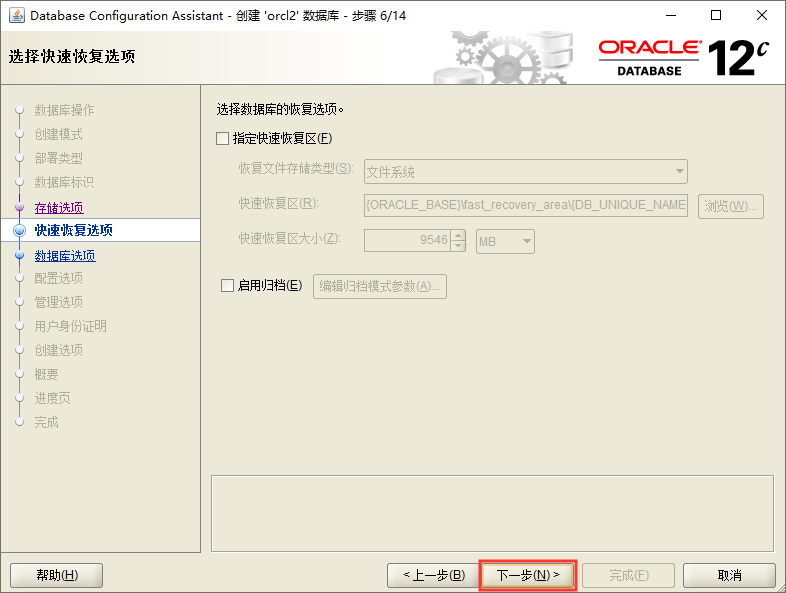 Database Configuration Assistant - 创建 'orcl2' 数据库 - 步骤 6/14
选择快速恢复选项
ORACLE®
DATABASE
12c
数据库操作
创建模式
部署类型
数据库标识
存储选项
快速恢复选项
数据库选项
配置选项
管理选项
用户身份证明
创建选项
概要
进度页
完成
选择数据库的恢复选项。
指定快速恢复区(F)
恢复文件存储类型(S): 文件系统
快速恢复区(R): {ORACLE_BASE}\fast_recovery_area\{DB_UNIQUE_NAME 浏览(W)...
快速恢复区大小(Z): 9546 MB
启用归档(E) 编辑归档模式参数(A)...
帮助(H) < 上一步(B) 下一步(N) > 完成(F) 取消